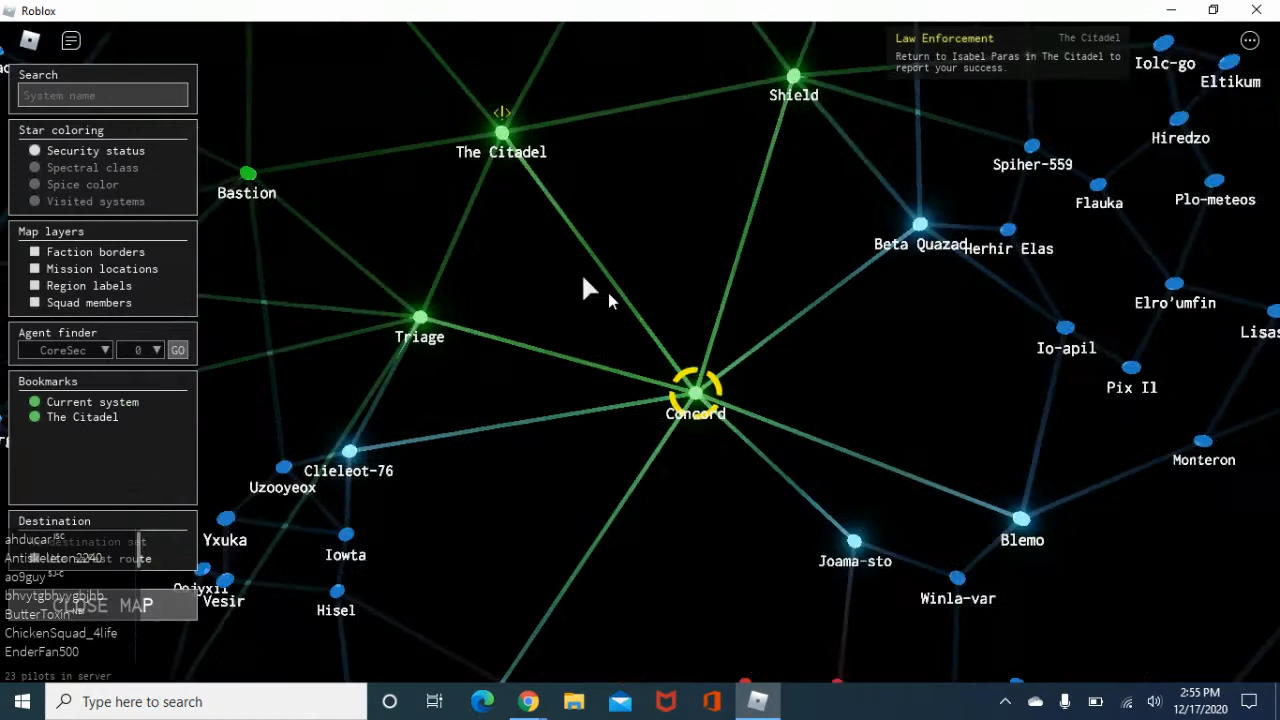 Roblox
Law Enforcement The Citadel
Return to Isabel Paras in The Citadel to
report your success.
Search
System name
Star coloring
Security status
Spectral class
Spice color
Visited systems
Map layers
Faction borders
Mission locations
Region labels
Squad members
Agent finder
CoreSec 0 GO
Bookmarks
Current system
The Citadel
Destination
ahducar ISC
Antiskeleton2240
ao9guy SJ-C
bhvytgbhyygbjbb
CLOSE MAP
ButterToxin
ChickenSquad_4life
EnderFan500
23 pilots in server
Shield
Iolc-go
Eltikum
The Citadel
Hiredzo
Spiher-559
Bastion
Flauka
Plo-meteos
Beta Quazad
Herhir Elas
Elro'umfin
Triage
Io-apil
Pix Il
Concord
Monteron
Clieleot-76
Uzooyeox
Yxuka
Iowta
Blemo
Joama-sto
Winla-var
Vesir
Hisel
Type here to search
2:55 PM
12/17/2020